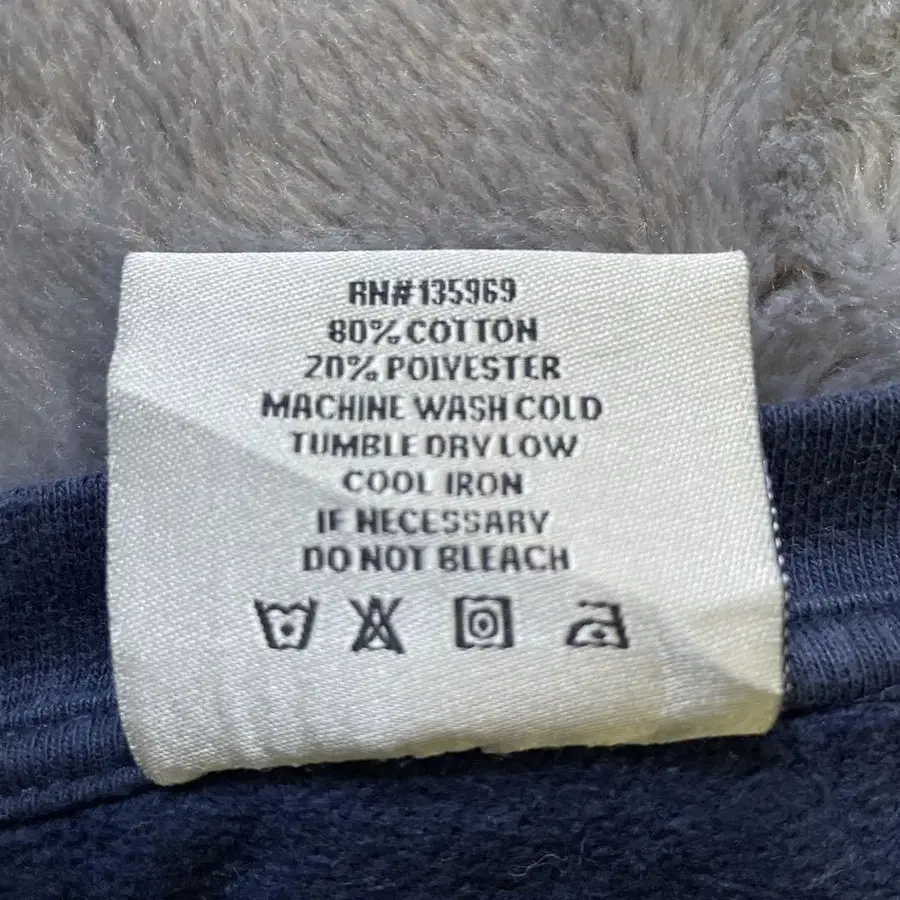 RN#135969
80% COTTON
20% POLYESTER
MACHINE WASH COLD
TUMBLE DRY LOW
COOL IRON
IF NECESSARY
DO NOT BLEACH